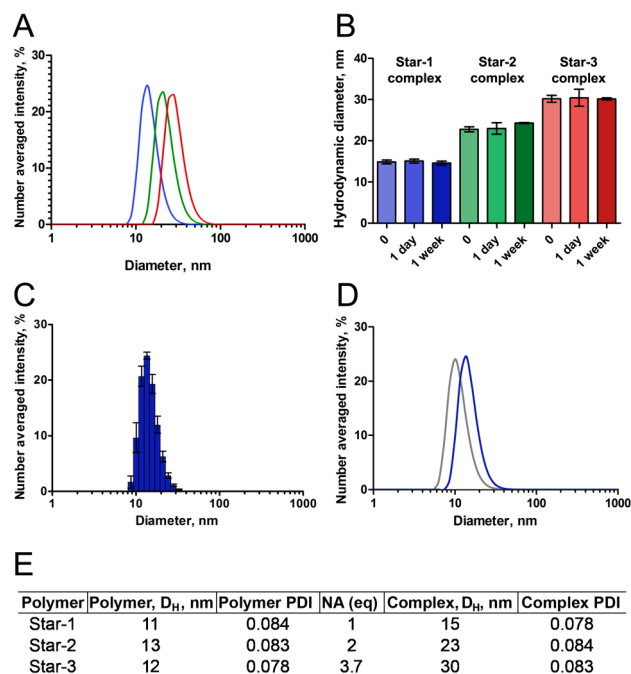 A
Number averaged intensity, %
30
20
10
0
1 10 100 1000
Diameter, nm
B
Hydrodynamic diameter, nm
40
30
20
10
0
Star-1 complex
Star-2 complex
Star-3 complex
0 1 day 1 week 0 1 day 1 week 0 1 day 1 week
C
Number averaged intensity, %
30
20
10
0
1 10 100 1000
Diameter, nm
D
Number averaged intensity, %
30
20
10
0
1 10 100 1000
Diameter, nm
E
Polymer Polymer, DH, nm Polymer PDI NA (eq) Complex, DH, nm Complex PDI
Star-1 11 0.084 1 15 0.078
Star-2 13 0.083 2 23 0.084
Star-3 12 0.078 3.7 30 0.083